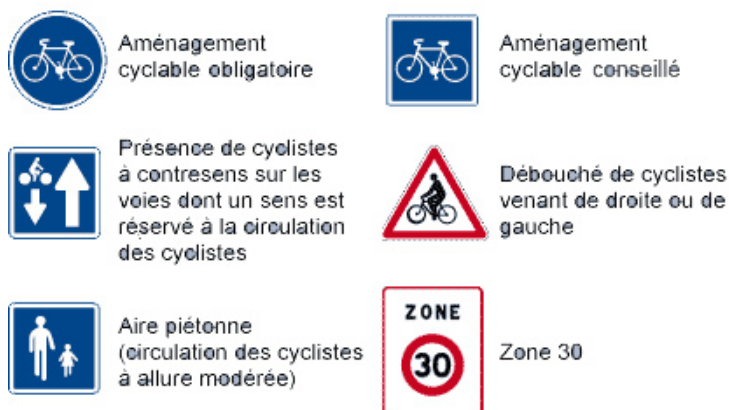 Aménagement
cyclable obligatoire
Aménagement
cyclable conseillé
Présence de cyclistes
à contresens sur les
voies dont un sens est
réservé à la circulation
des cyclistes
Débouché de cyclistes
venant de droite ou de
gauche
Aire piétonne
(circulation des cyclistes
à allure modérée)
ZONE
30
Zone 30